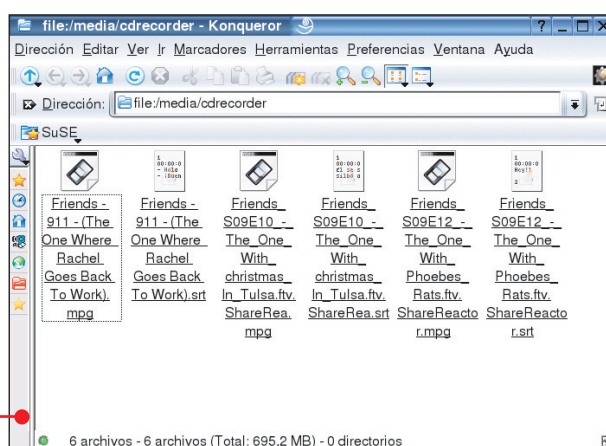 file:/media/cdrecorder - Konqueror
Dirección Editar Ver Ir Marcadores Herramientas Preferencias Ventana Ayuda
Dirección: file:/media/cdrecorder
SuSE
Friends -
911 - (The
One Where
Rachel
Goes Back
To Work).
mpg
Friends -
911 - (The
One Where
Rachel
Goes Back
To Work).srt
Friends_
S09E10_-_
The_One_
With_
christmas_
In_Tulsa.ftv.
ShareRea.
mpg
Friends_
S09E10_-_
The_One_
With_
christmas_
In_Tulsa.ftv.
ShareRea.srt
Friends_
S09E12_-_
The_One_
With_
Phoebes_
Rats.ftv.
ShareReacto
r.mpg
Friends_
S09E12_-_
The_One_
With_
Phoebes_
Rats.ftv.
ShareReacto
r.srt
6 archivos - 6 archivos (Total: 695.2 MB) - 0 directorios